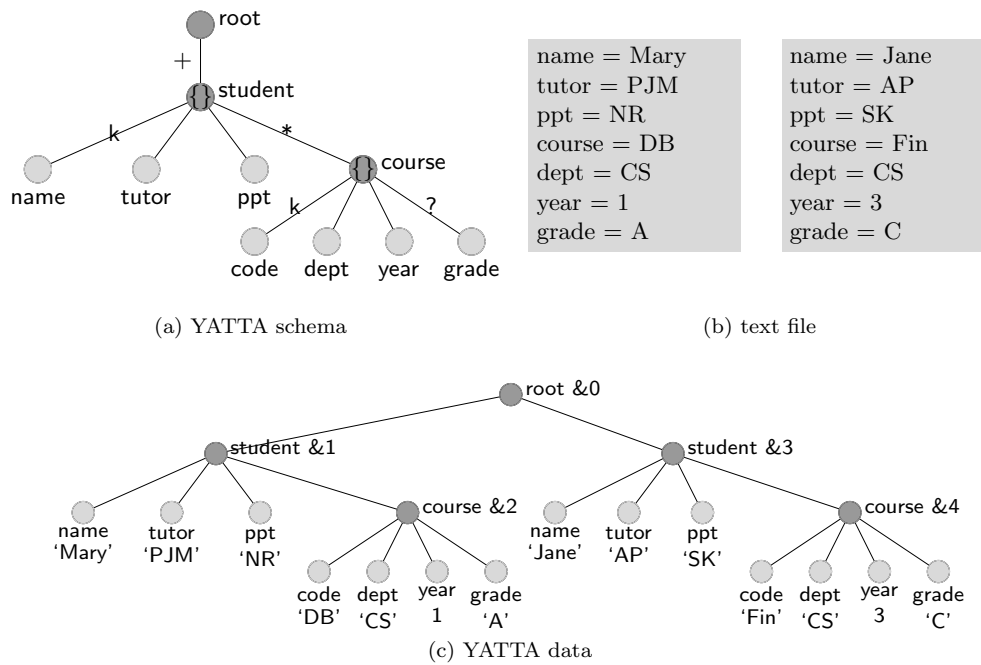 root
+
{} student
k
*
name
tutor
ppt
{} course
k
?
code
dept
year
grade
(a) YATTA schema
name = Mary
tutor = PJM
ppt = NR
course = DB
dept = CS
year = 1
grade = A
name = Jane
tutor = AP
ppt = SK
course = Fin
dept = CS
year = 3
grade = C
(b) text file
root &0
student &1
student &3
name
‘Mary’
tutor
‘PJM’
ppt
‘NR’
course &2
name
‘Jane’
tutor
‘AP’
ppt
‘SK’
course &4
code
‘DB’
dept
‘CS’
year
1
grade
‘A’
code
‘Fin’
dept
‘CS’
year
3
grade
‘C’
(c) YATTA data